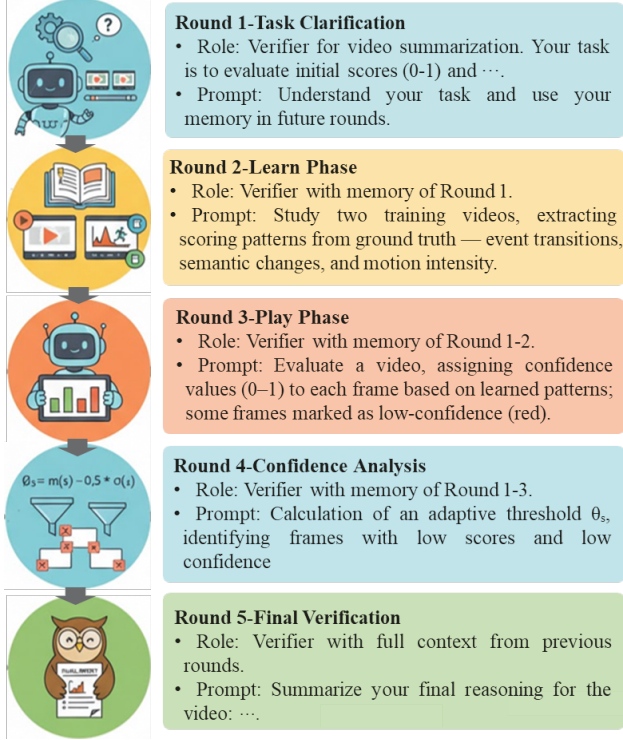 ?
Round 1-Task Clarification
• Role: Verifier for video summarization. Your task
is to evaluate initial scores (0-1) and ⋯.
• Prompt: Understand your task and use your
memory in future rounds.
Round 2-Learn Phase
• Role: Verifier with memory of Round 1.
• Prompt: Study two training videos, extracting
scoring patterns from ground truth — event transitions,
semantic changes, and motion intensity.
Round 3-Play Phase
• Role: Verifier with memory of Round 1-2.
• Prompt: Evaluate a video, assigning confidence
values (0–1) to each frame based on learned patterns;
some frames marked as low-confidence (red).
Øₛ = m(s) – 0,5 * σ(s)
Round 4-Confidence Analysis
• Role: Verifier with memory of Round 1-3.
• Prompt: Calculation of an adaptive threshold θₛ,
identifying frames with low scores and low
confidence
Round 5-Final Verification
• Role: Verifier with full context from previous
rounds.
• Prompt: Summarize your final reasoning for the
video: ⋯.